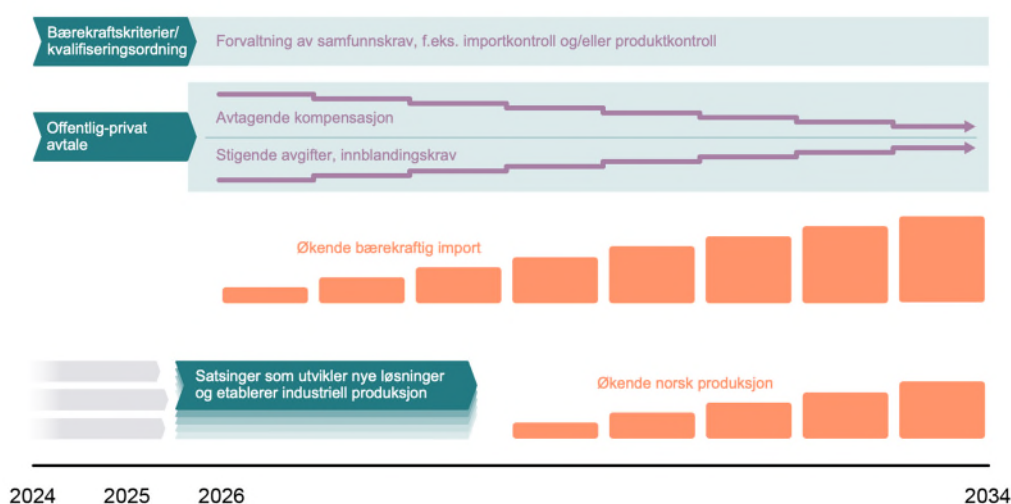 Bærekraftskriterier/
kvalifiseringsordning
Forvaltning av samfunnskrav, f.eks. importkontroll og/eller produktkontroll
Offentlig-privat
avtale
Avtagende kompensasjon
Stigende avgifter, innblandingskrav
Økende bærekraftig import
Satsinger som utvikler nye løsninger
og etablerer industriell produksjon
Økende norsk produksjon
2024 2025 2026 2034